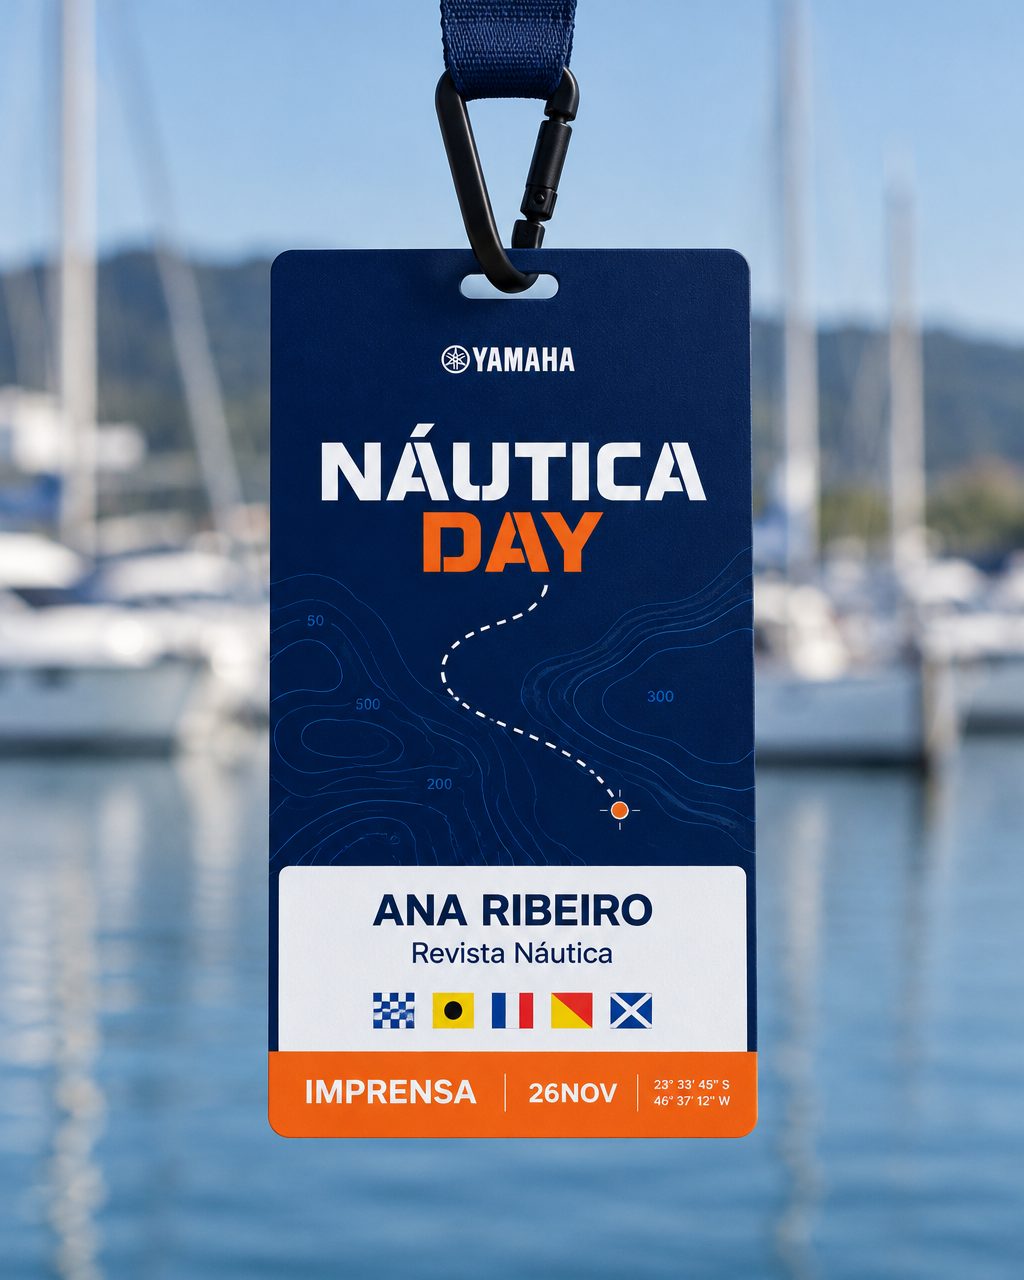 YAMAHA
NÁUTICA
DAY
50
500
300
200
ANA RIBEIRO
Revista Náutica
IMPRENSA
26NOV
23° 33' 45" S
46° 37' 12" W